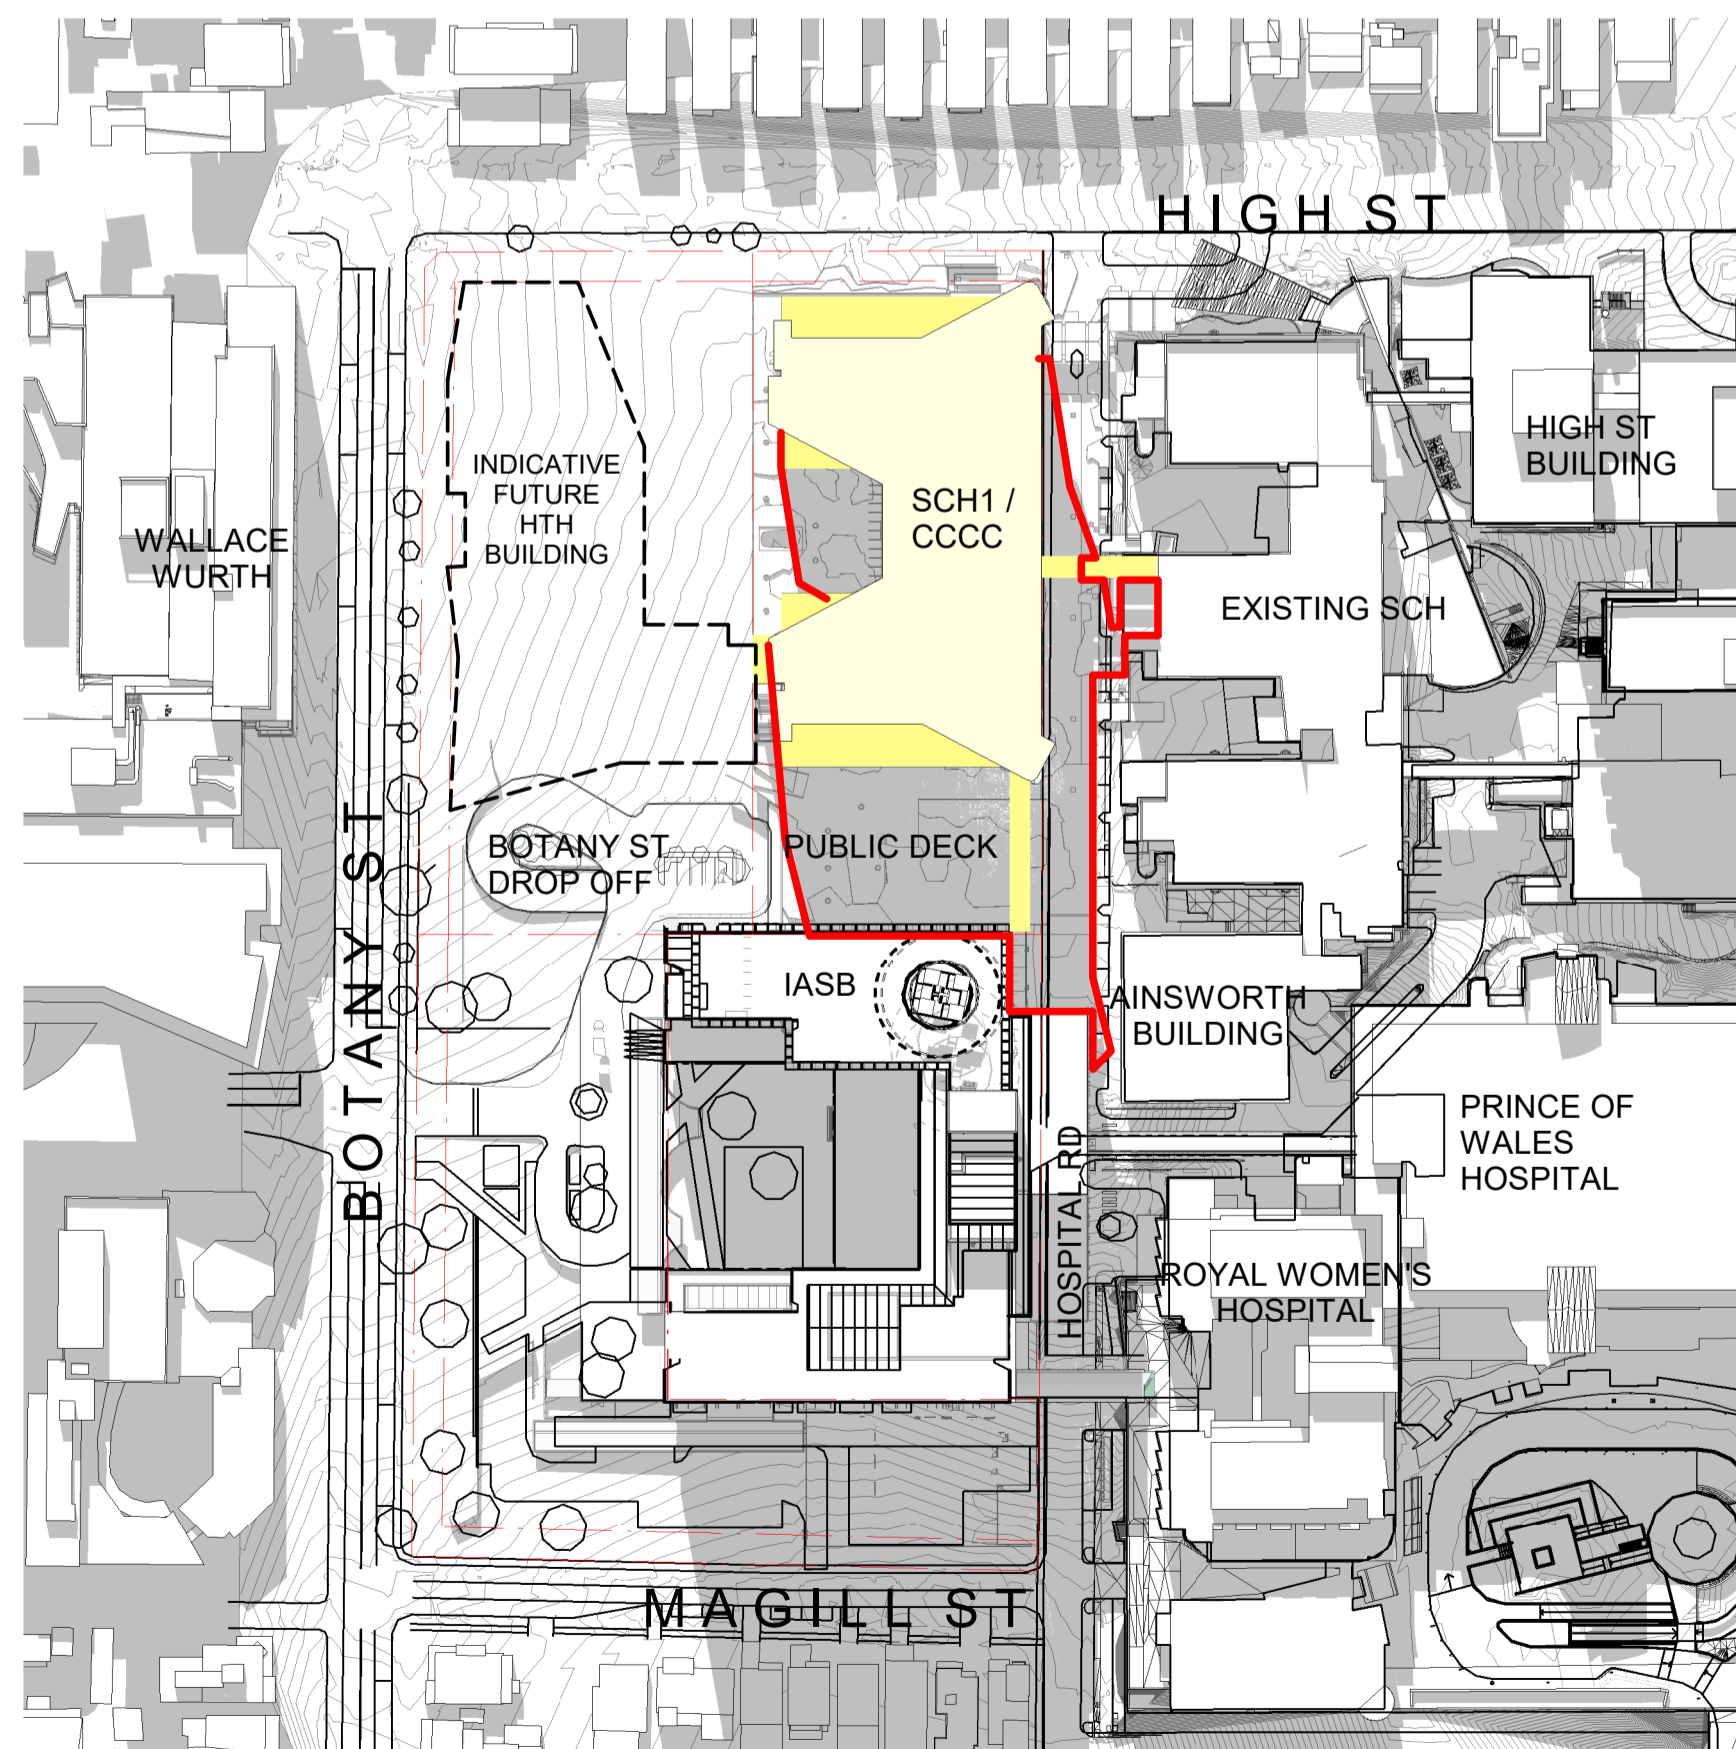 HIGH ST
INDICATIVE
FUTURE
HTH
BUILDING
SCH1 /
CCCC
HIGH ST
BUILDING
WALLACE
WURTH
EXISTING SCH
BOTANY ST
DROP OFF
PUBLIC DECK
BOTANY ST
IASB
AINSWORTH
BUILDING
PRINCE OF
WALES
HOSPITAL
HOSPITAL RD
ROYAL WOMEN'S
HOSPITAL
MAGILL ST